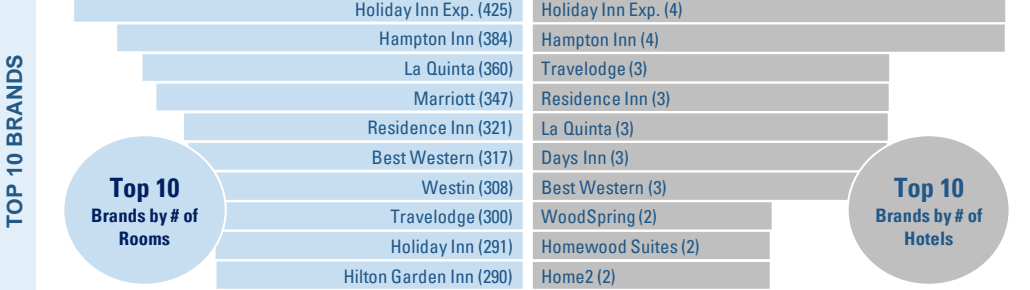 TOP 10 BRANDS
Holiday Inn Exp. (425)
Hampton Inn (384)
La Quinta (360)
Marriott (347)
Residence Inn (321)
Best Western (317)
Westin (308)
Travelodge (300)
Holiday Inn (291)
Hilton Garden Inn (290)
Top 10
Brands by # of
Rooms
Holiday Inn Exp. (4)
Hampton Inn (4)
Travelodge (3)
Residence Inn (3)
La Quinta (3)
Days Inn (3)
Best Western (3)
WoodSpring (2)
Homewood Suites (2)
Home2 (2)
Top 10
Brands by # of
Hotels